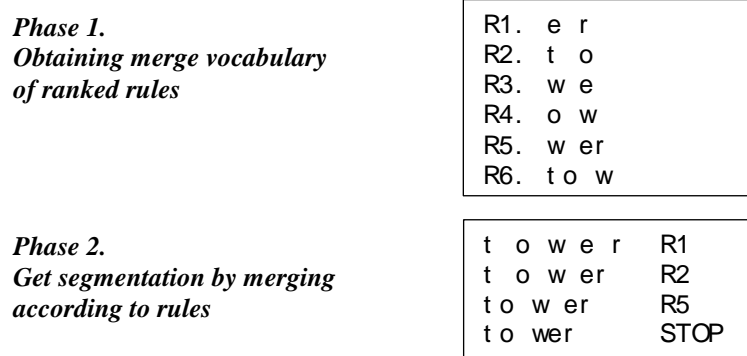 Phase 1.
Obtaining merge vocabulary
of ranked rules
R1. e r
R2. t o
R3. w e
R4. o w
R5. w er
R6. to w
Phase 2.
Get segmentation by merging
according to rules
t o w e r R1
t o w er R2
to w er R5
to wer STOP